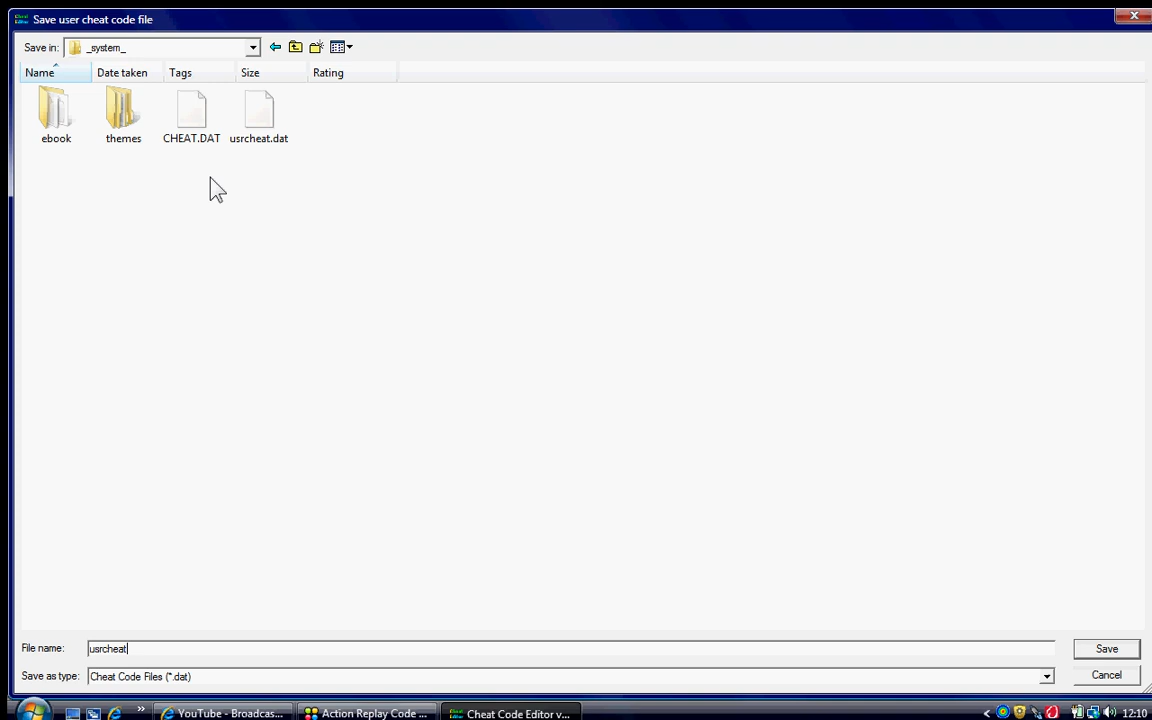 Save user cheat code file
Save in: _system_
Name Date taken Tags Size Rating
ebook themes CHEAT.DAT usrcheat.dat
File name: usrcheat Save
Save as type: Cheat Code Files (*.dat) Cancel
» YouTube - Broadcas... Action Replay Code ... Cheat Code Editor v... < 12:10